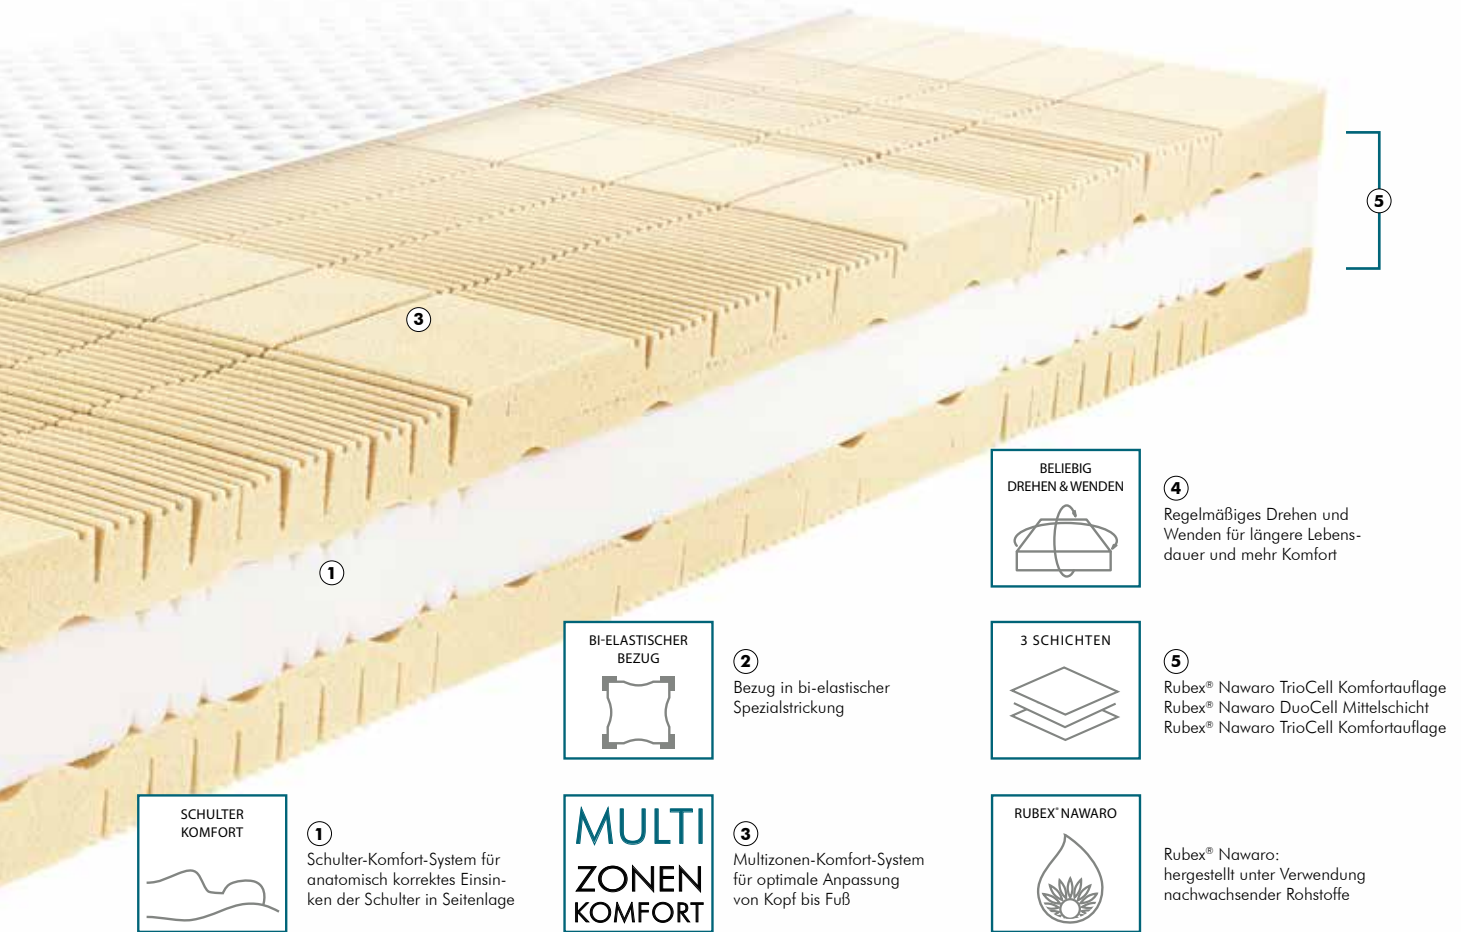 5
3
1
BELIEBIG
DREHEN & WENDEN
4
Regelmäßiges Drehen und
Wenden für längere Lebens-
dauer und mehr Komfort
BI-ELASTISCHER
BEZUG
2
Bezug in bi-elastischer
Spezialstrickung
3 SCHICHTEN
5
Rubex® Nawaro TrioCell Komfortauflage
Rubex® Nawaro DuoCell Mittelschicht
Rubex® Nawaro TrioCell Komfortauflage
SCHULTER
KOMFORT
1
Schulter-Komfort-System für
anatomisch korrektes Einsin-
ken der Schulter in Seitenlage
MULTI
ZONEN
KOMFORT
3
Multizonen-Komfort-System
für optimale Anpassung
von Kopf bis Fuß
RUBEX® NAWARO
Rubex® Nawaro:
hergestellt unter Verwendung
nachwachsender Rohstoffe